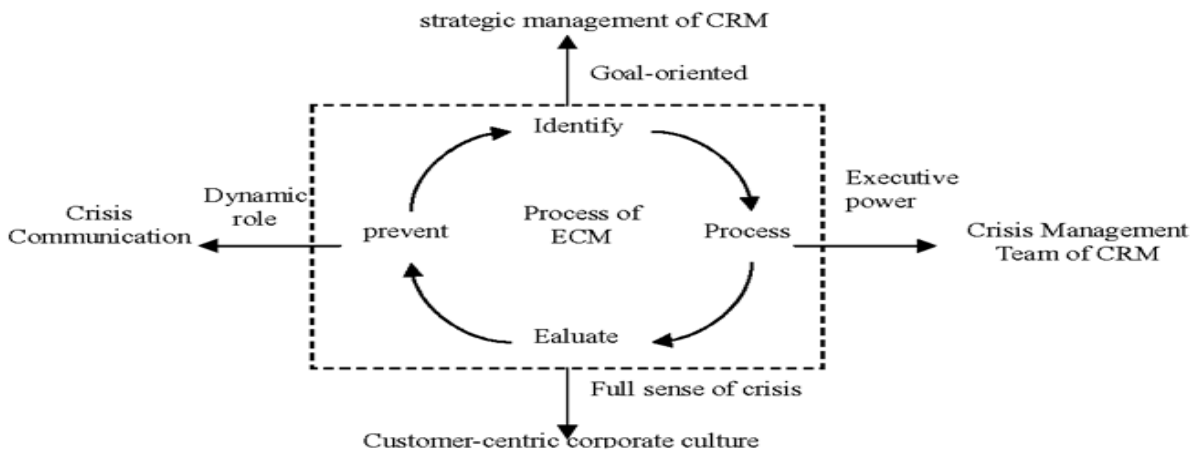 strategic management of CRM
Goal-oriented
Identify
Executive
power
Dynamic
role
Crisis
Communication
prevent
Process of
ECM
Process
Crisis Management
Team of CRM
Ealuate
Full sense of crisis
Customer-centric corporate culture